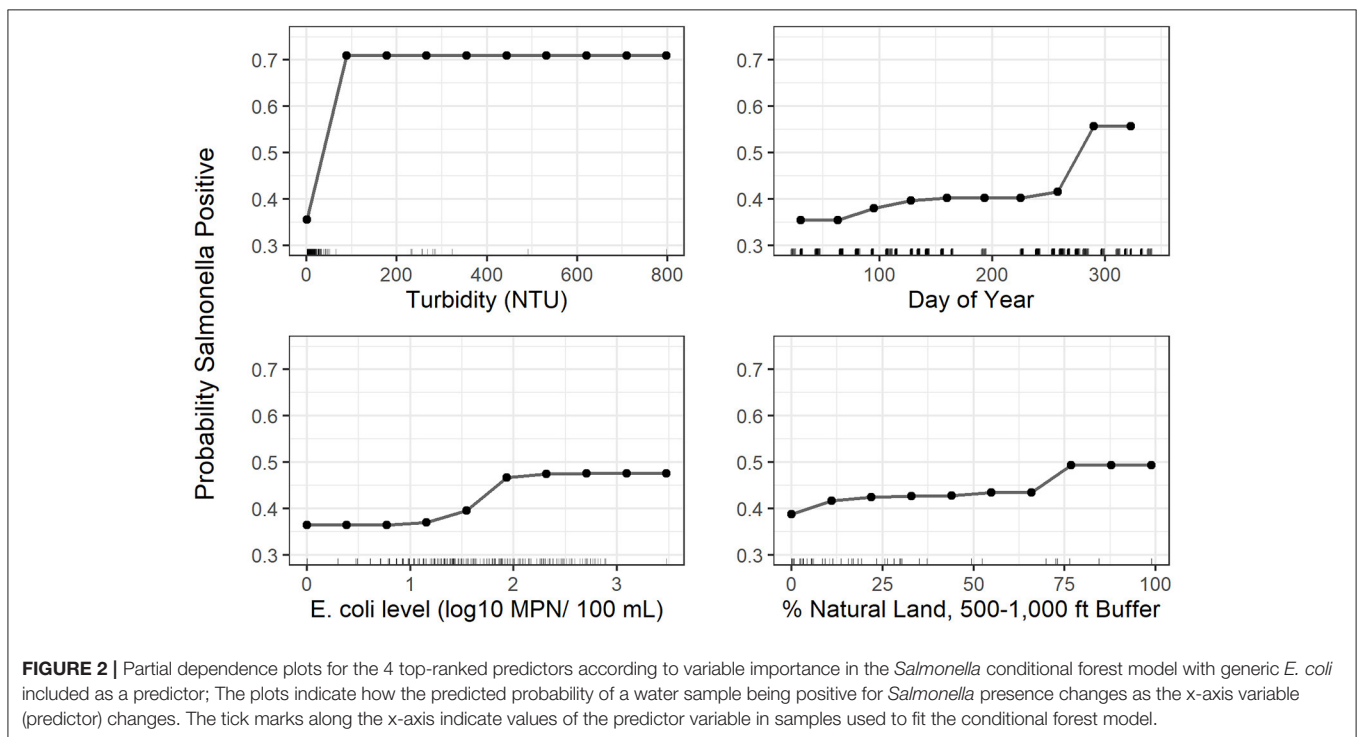 0.7
0.6
0.5
0.4
0.3
0 200 400 600 800
Turbidity (NTU)
0.7
0.6
0.5
0.4
0.3
100 200 300
Day of Year
Probability Salmonella Positive
0.7
0.6
0.5
0.4
0.3
0 1 2 3
E. coli level (log10 MPN/ 100 mL)
0.7
0.6
0.5
0.4
0.3
0 25 50 75 100
% Natural Land, 500-1,000 ft Buffer
FIGURE 2 | Partial dependence plots for the 4 top-ranked predictors according to variable importance in the Salmonella conditional forest model with generic E. coli
included as a predictor; The plots indicate how the predicted probability of a water sample being positive for Salmonella presence changes as the x-axis variable
(predictor) changes. The tick marks along the x-axis indicate values of the predictor variable in samples used to fit the conditional forest model.